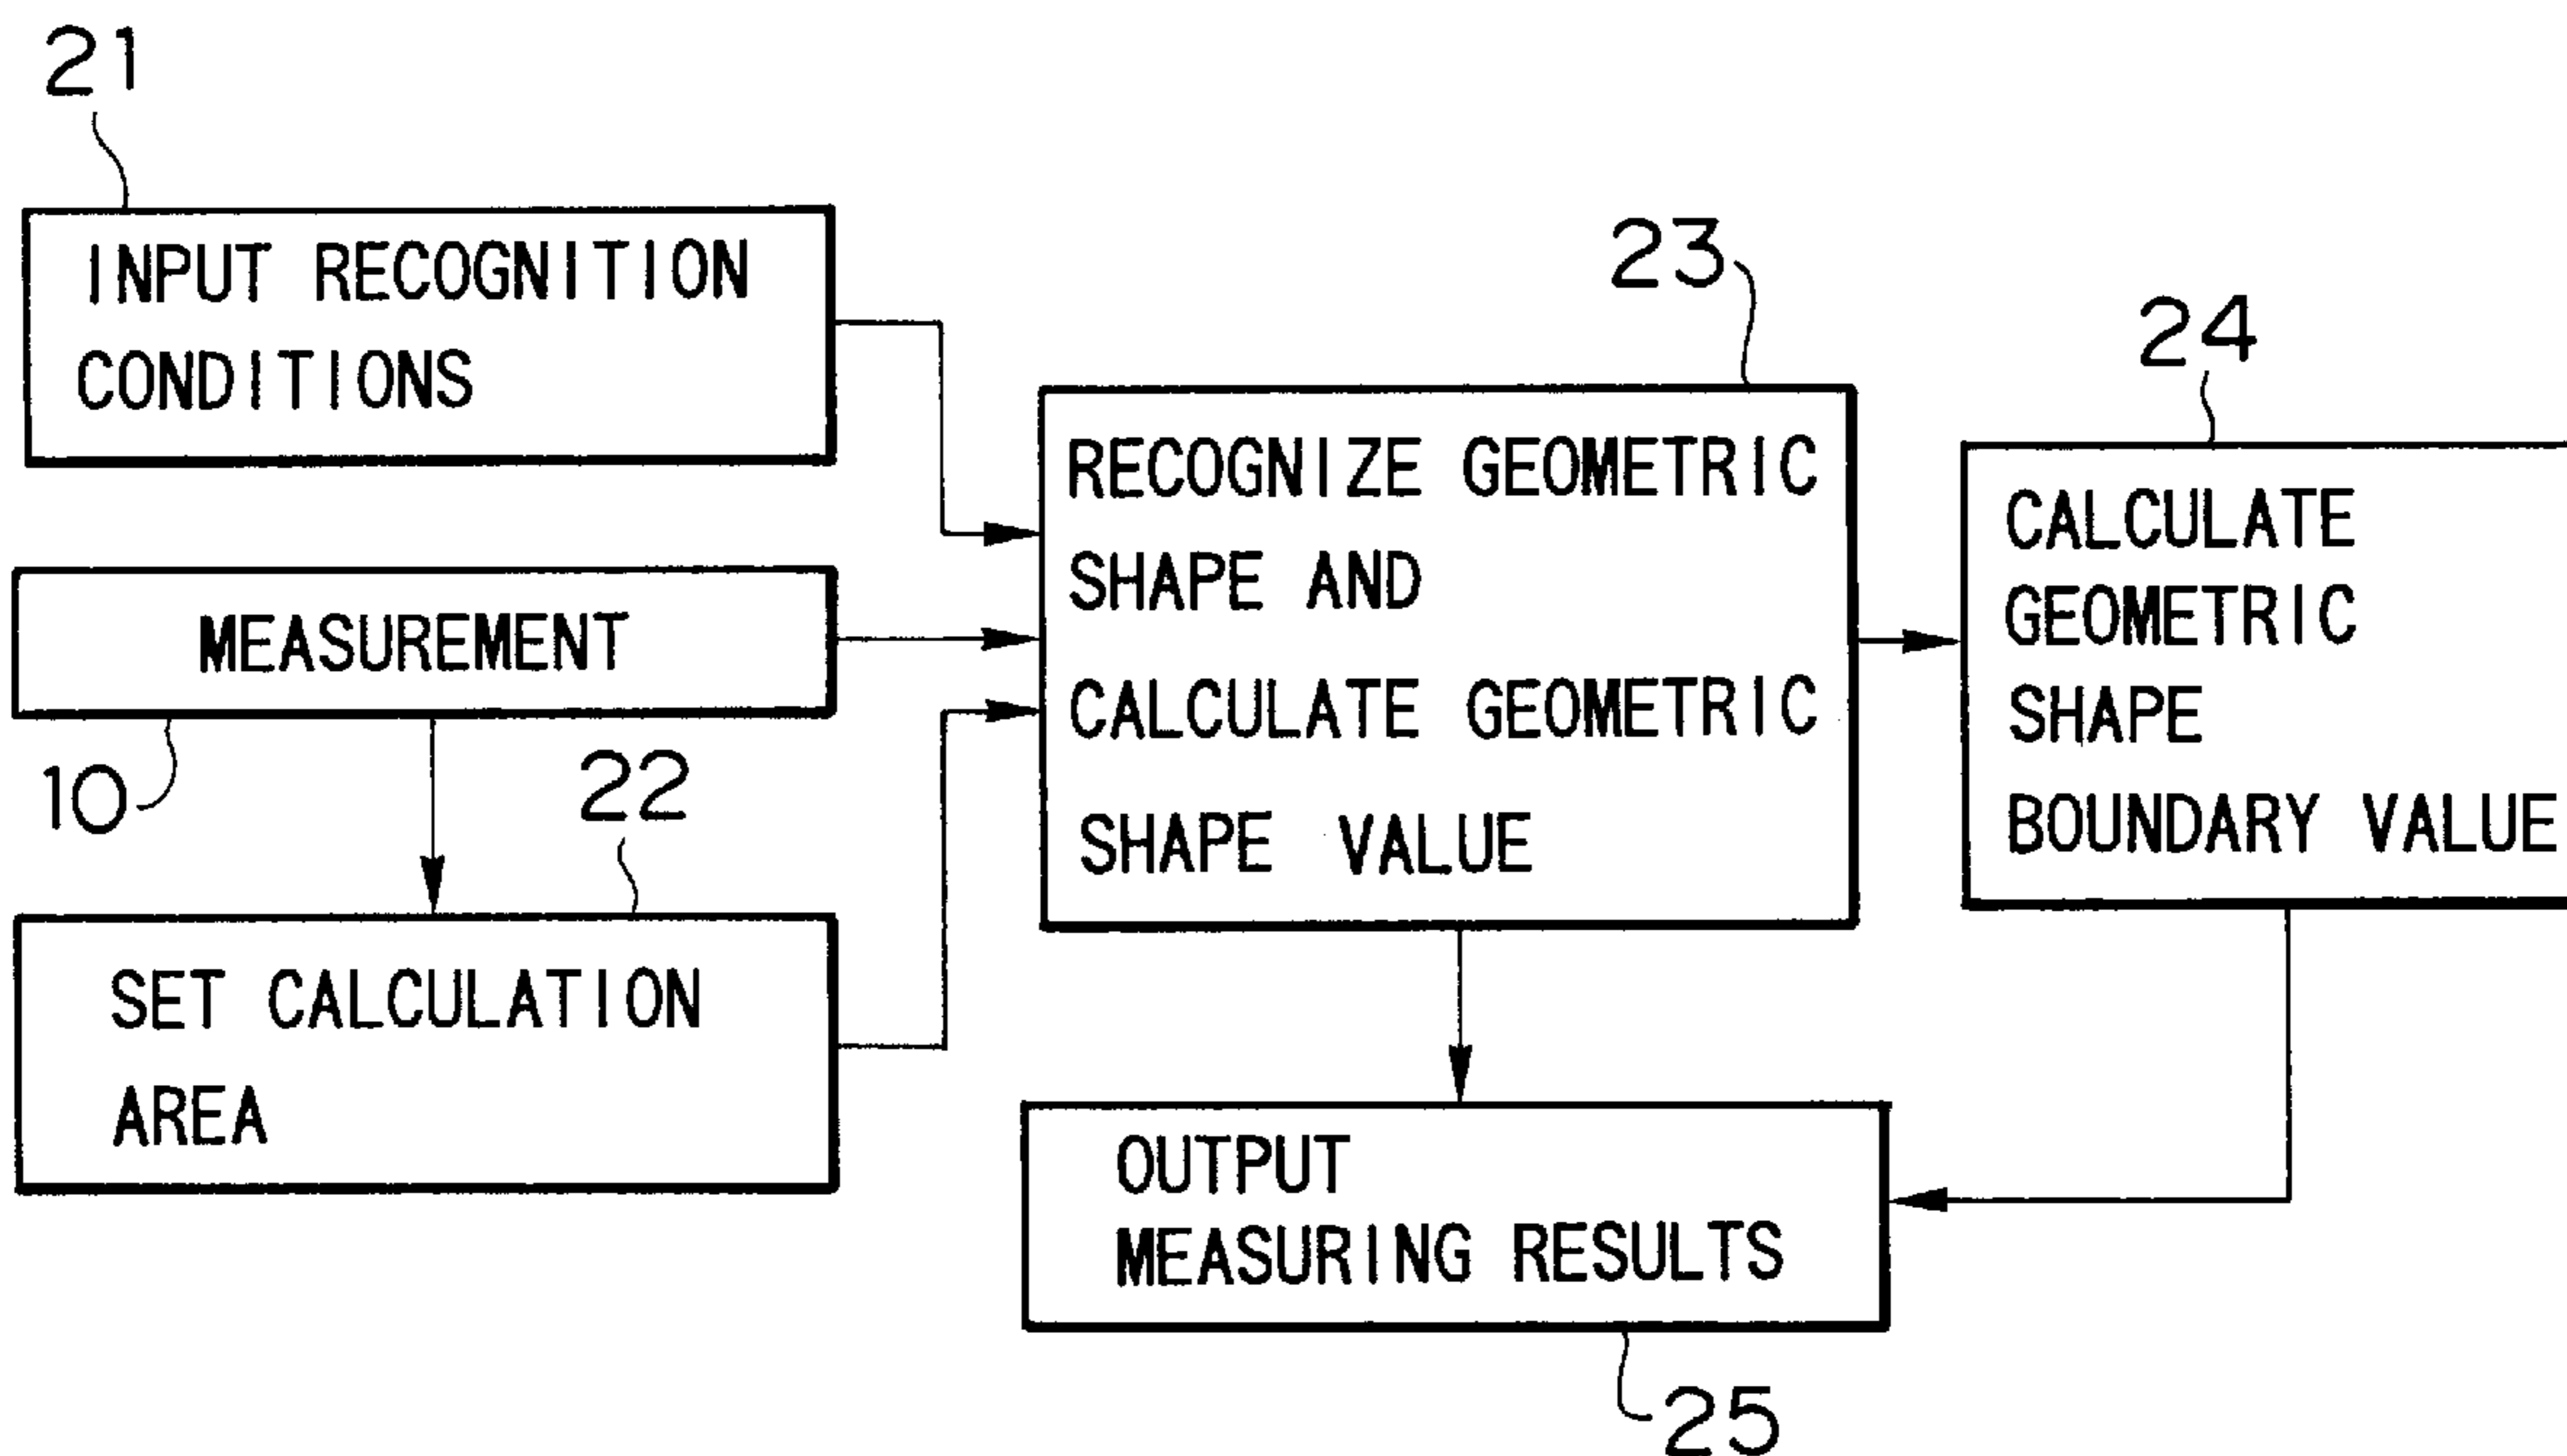 21
INPUT RECOGNITION
CONDITIONS
MEASUREMENT
10
22
SET CALCULATION
AREA
23
RECOGNIZE GEOMETRIC
SHAPE AND
CALCULATE GEOMETRIC
SHAPE VALUE
24
CALCULATE
GEOMETRIC
SHAPE
BOUNDARY VALUE
OUTPUT
MEASURING RESULTS
25